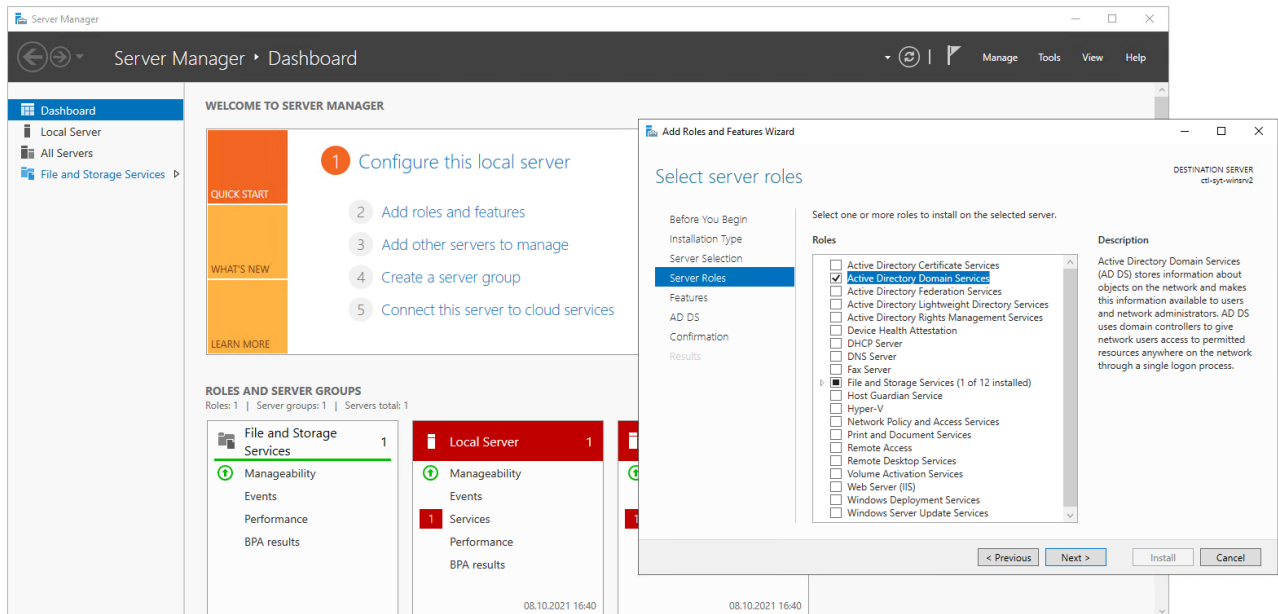 Server Manager
Server Manager ‣ Dashboard
Manage
Tools
View
Help
Dashboard
Local Server
All Servers
File and Storage Services
WELCOME TO SERVER MANAGER
QUICK START
WHAT'S NEW
LEARN MORE
1 Configure this local server
2 Add roles and features
3 Add other servers to manage
4 Create a server group
5 Connect this server to cloud services
ROLES AND SERVER GROUPS
Roles: 1 | Server groups: 1 | Servers total: 1
File and Storage
Services
1
Manageability
Events
Performance
BPA results
Local Server 1
Manageability
Events
1 Services
Performance
BPA results
08.10.2021 16:40
1
08.10.2021 16:40
Add Roles and Features Wizard
Select server roles
DESTINATION SERVER
ctl-syt-winsrv2
Before You Begin
Installation Type
Server Selection
Server Roles
Features
AD DS
Confirmation
Results
Select one or more roles to install on the selected server.
Roles
Active Directory Certificate Services
Active Directory Domain Services
Active Directory Federation Services
Active Directory Lightweight Directory Services
Active Directory Rights Management Services
Device Health Attestation
DHCP Server
DNS Server
Fax Server
File and Storage Services (1 of 12 installed)
Host Guardian Service
Hyper-V
Network Policy and Access Services
Print and Document Services
Remote Access
Remote Desktop Services
Volume Activation Services
Web Server (IIS)
Windows Deployment Services
Windows Server Update Services
Description
Active Directory Domain Services
(AD DS) stores information about
objects on the network and makes
this information available to users
and network administrators. AD DS
uses domain controllers to give
network users access to permitted
resources anywhere on the network
through a single logon process.
< Previous
Next >
Install
Cancel